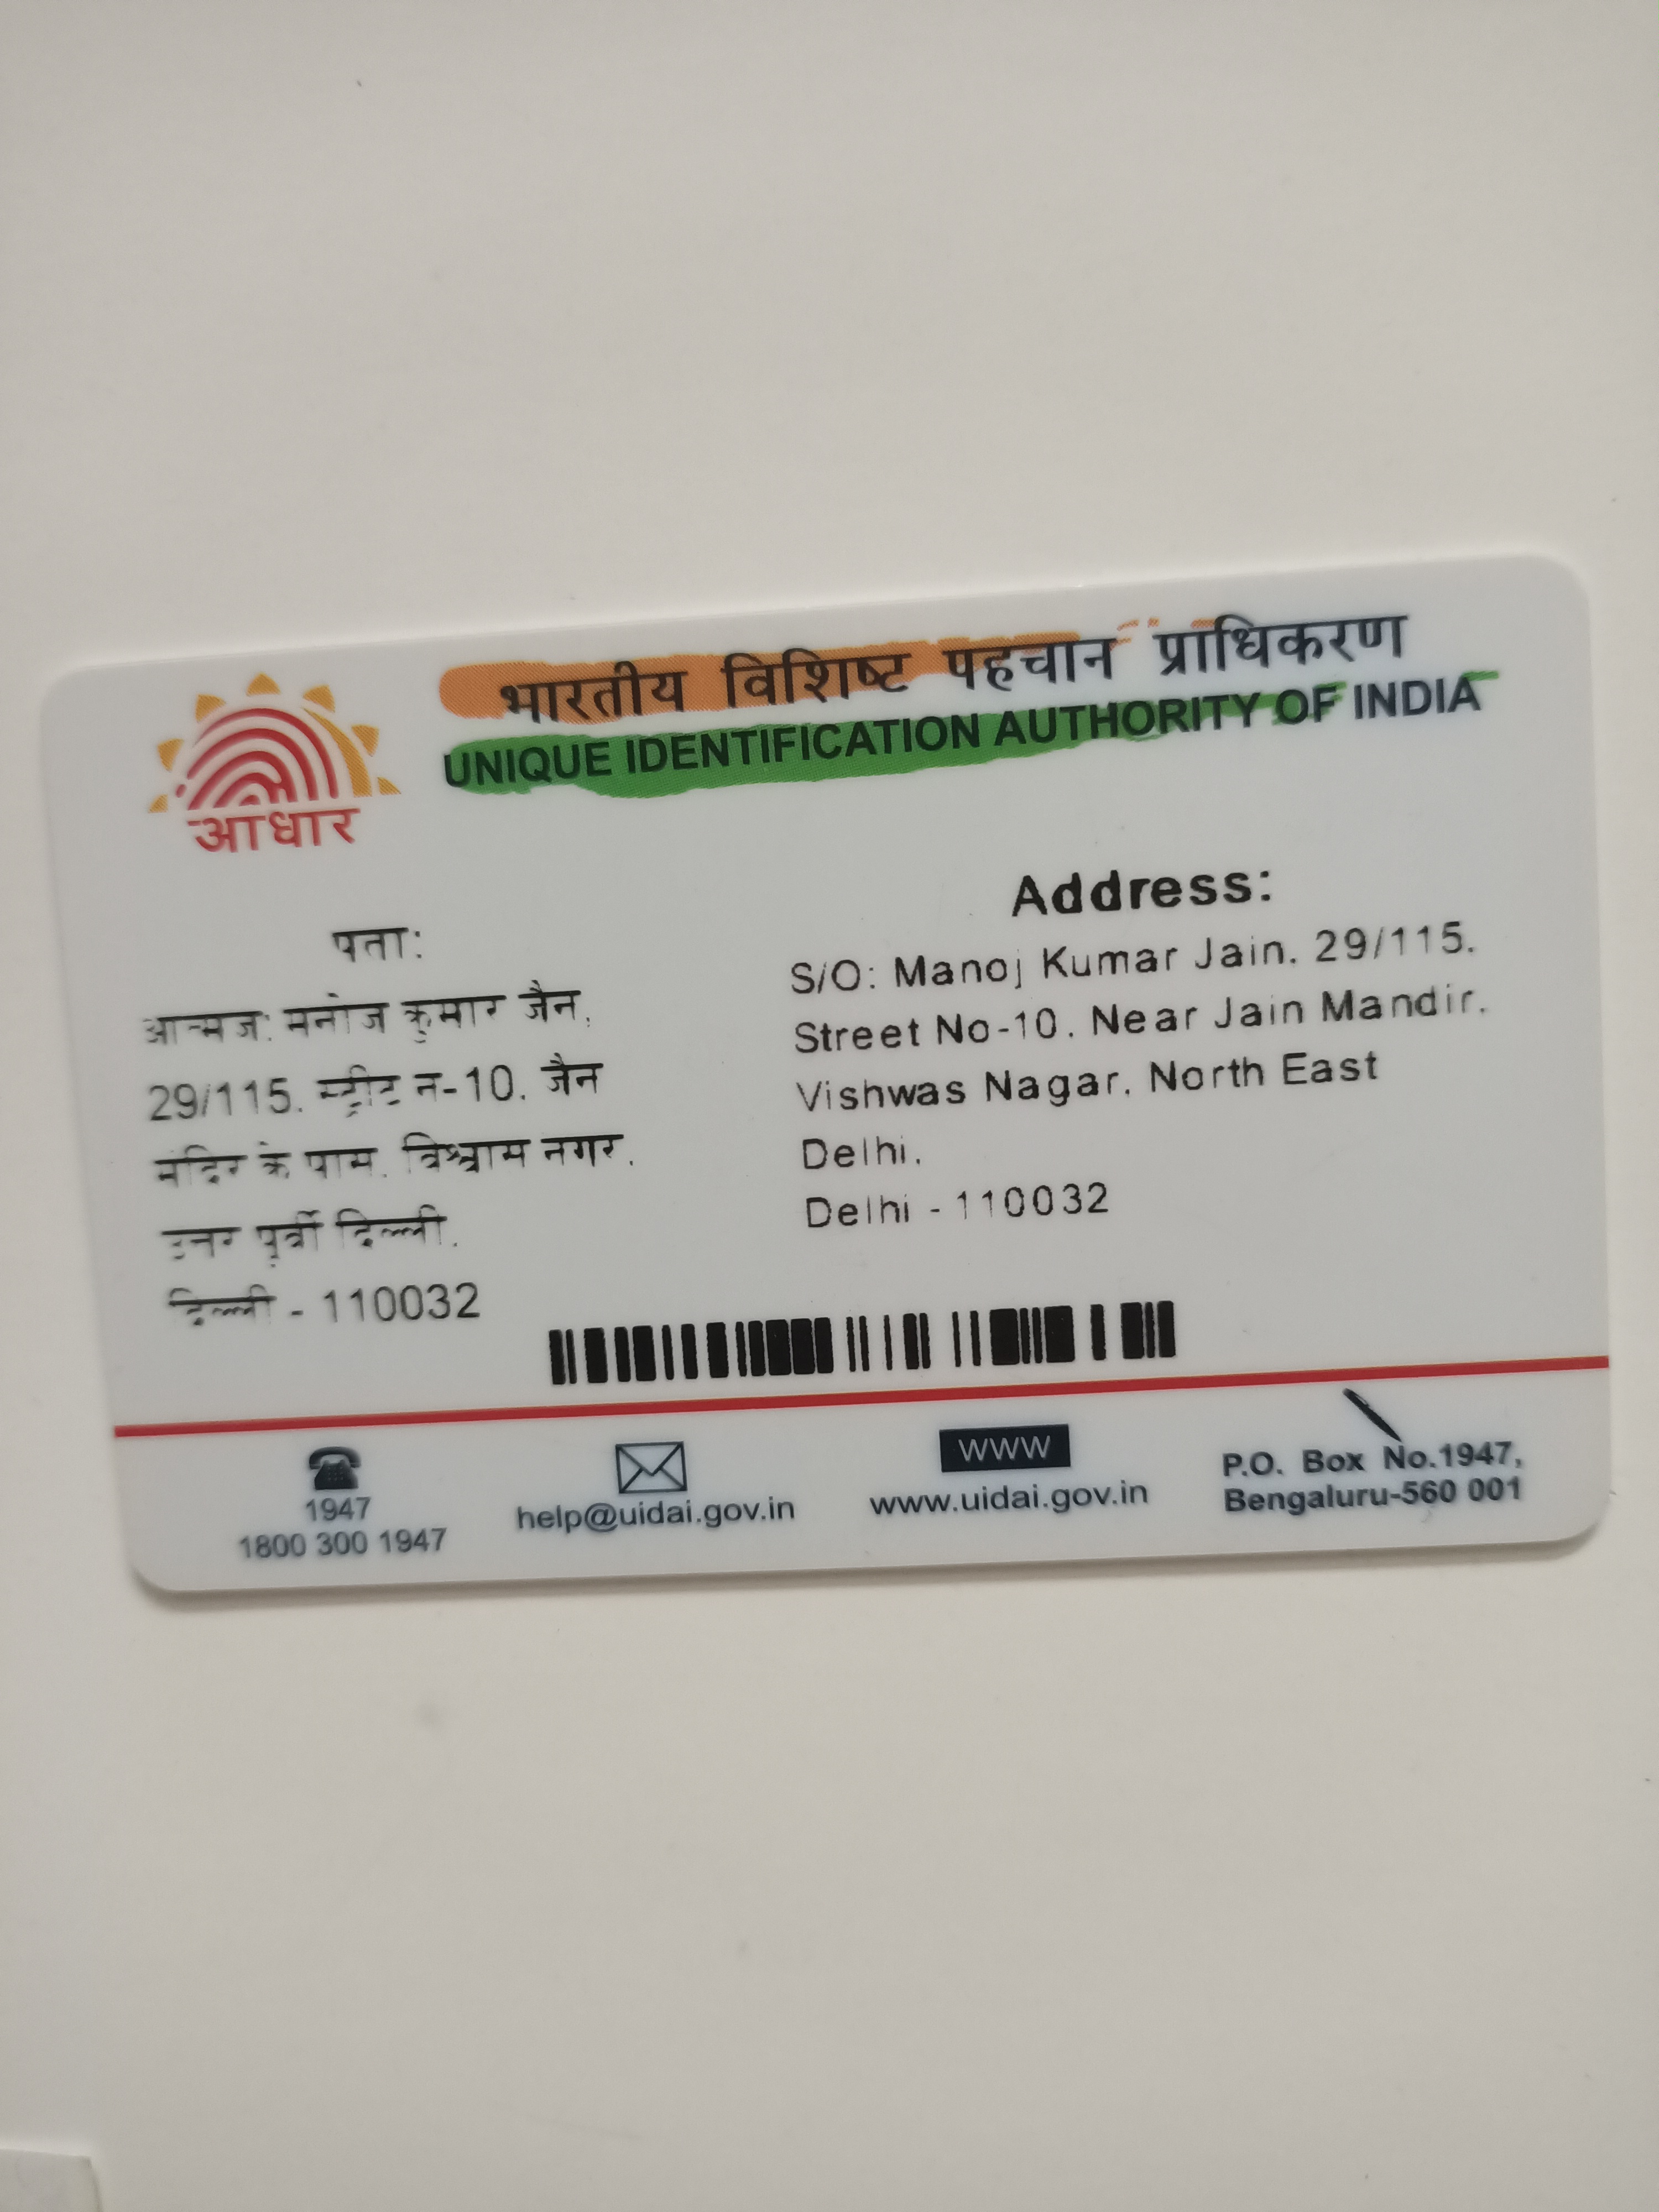 भारतीय विशिष्ट पहचान प्राधिकरण
UNIQUE IDENTIFICATION AUTHORITY OF INDIA
आधार
पता:
आत्मज: मनोज कुमार जैन,
29/115, स्ट्रीट न-10, जैन
मंदिर के पास, विश्वास नगर,
उत्तर पूर्वी दिल्ली,
दिल्ली - 110032
Address:
S/O: Manoj Kumar Jain, 29/115,
Street No-10, Near Jain Mandir,
Vishwas Nagar, North East
Delhi,
Delhi - 110032
1947
1800 300 1947
help@uidai.gov.in
WWW
www.uidai.gov.in
P.O. Box No.1947,
Bengaluru-560 001